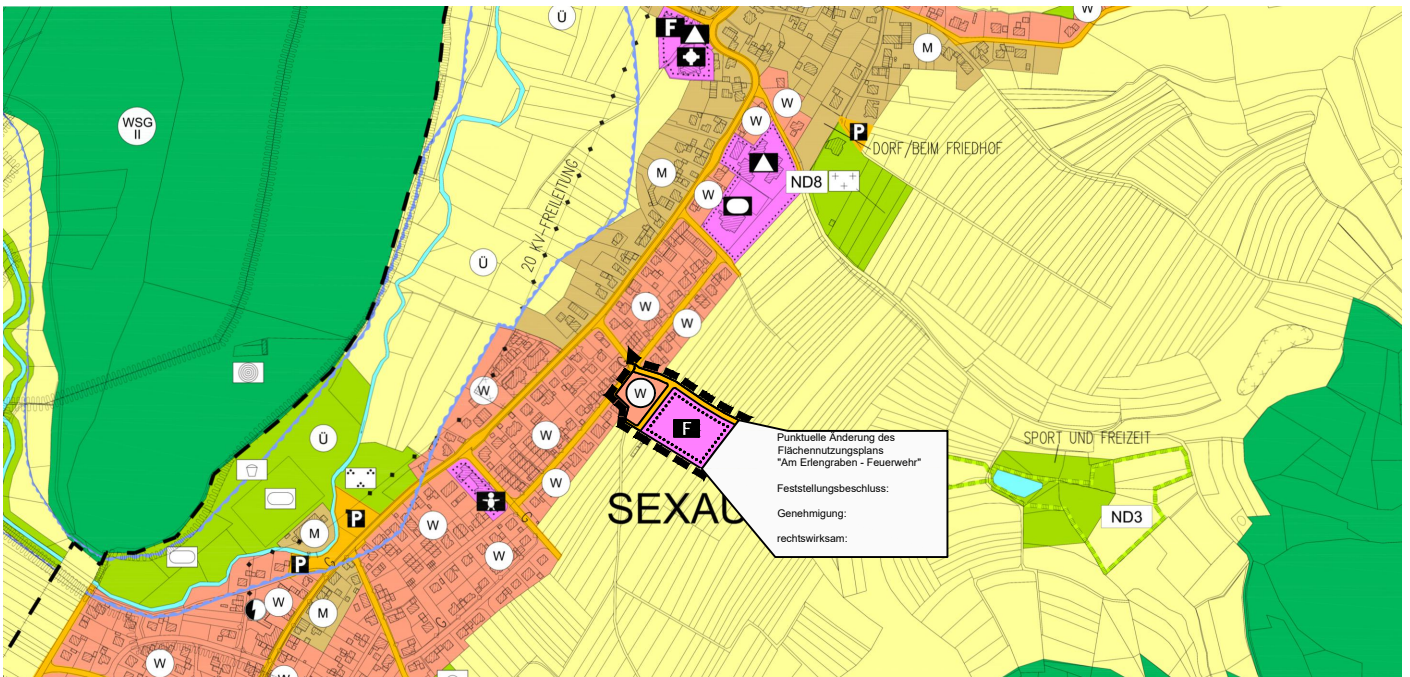 W
Ü
F
M
W
WSG
II
W
P
DORF/BEIM FRIEDHOF
M
ND8
W
20 KV-FREILEITUNG
Ü
W
W
W
W
F
Punktuelle Änderung des
Flächennutzungsplans
"Am Erlengraben - Feuerwehr"
Feststellungsbeschluss:
Genehmigung:
rechtswirksam:
SPORT UND FREIZEIT
Ü
W
W
SEXAU
ND3
P
W
M
W
P
G
G
W
M
G
W
W